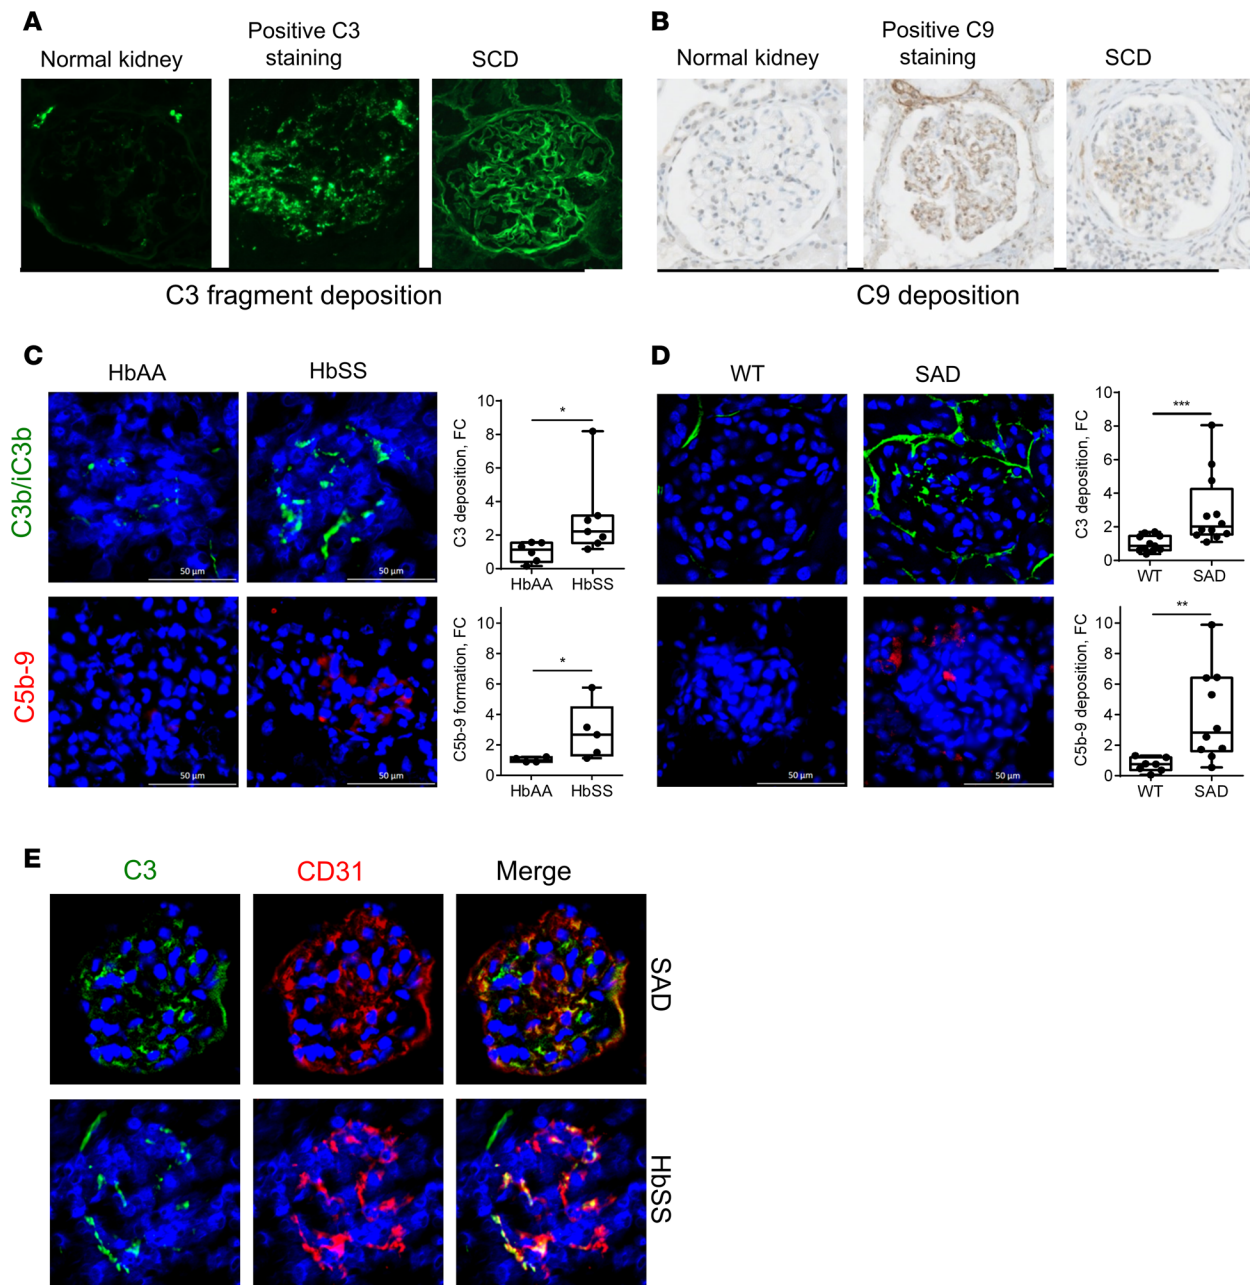 A
Normal kidney
Positive C3
staining
SCD
C3 fragment deposition
B
Normal kidney
Positive C9
staining
SCD
C9 deposition
C
HbAA
HbSS
C3b/iC3b
50 µm
50 µm
C3 deposition, FC
10
8
6
4
2
0
*
HbAA
HbSS
C5b-9
50 µm
50 µm
C5b-9 formation, FC
10
8
6
4
2
0
*
HbAA
HbSS
D
WT
SAD
C3 deposition, FC
10
8
6
4
2
0
***
WT
SAD
50 µm
50 µm
C5b-9 deposition, FC
10
8
6
4
2
0
**
WT
SAD
E
C3
CD31
Merge
SAD
HbSS